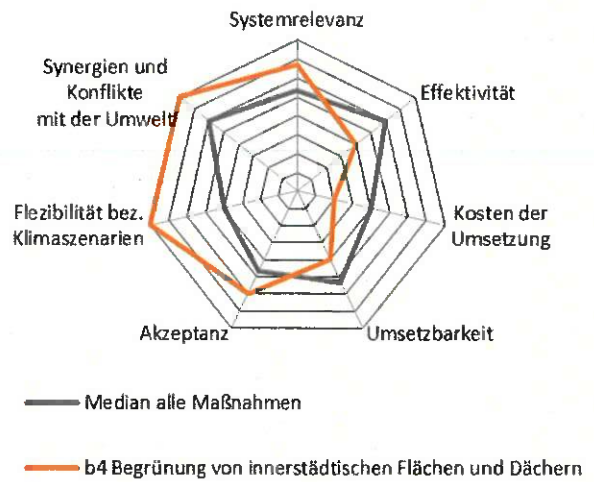 Systemrelevanz
Synergien und
Konflikte
mit der Umwelt
Effektivität
Flezibilität bez.
Klimaszenarien
Kosten der
Umsetzung
Akzeptanz
Umsetzbarkeit
Median alle Maßnahmen
b4 Begrünung von innerstädtischen Flächen und Dächern